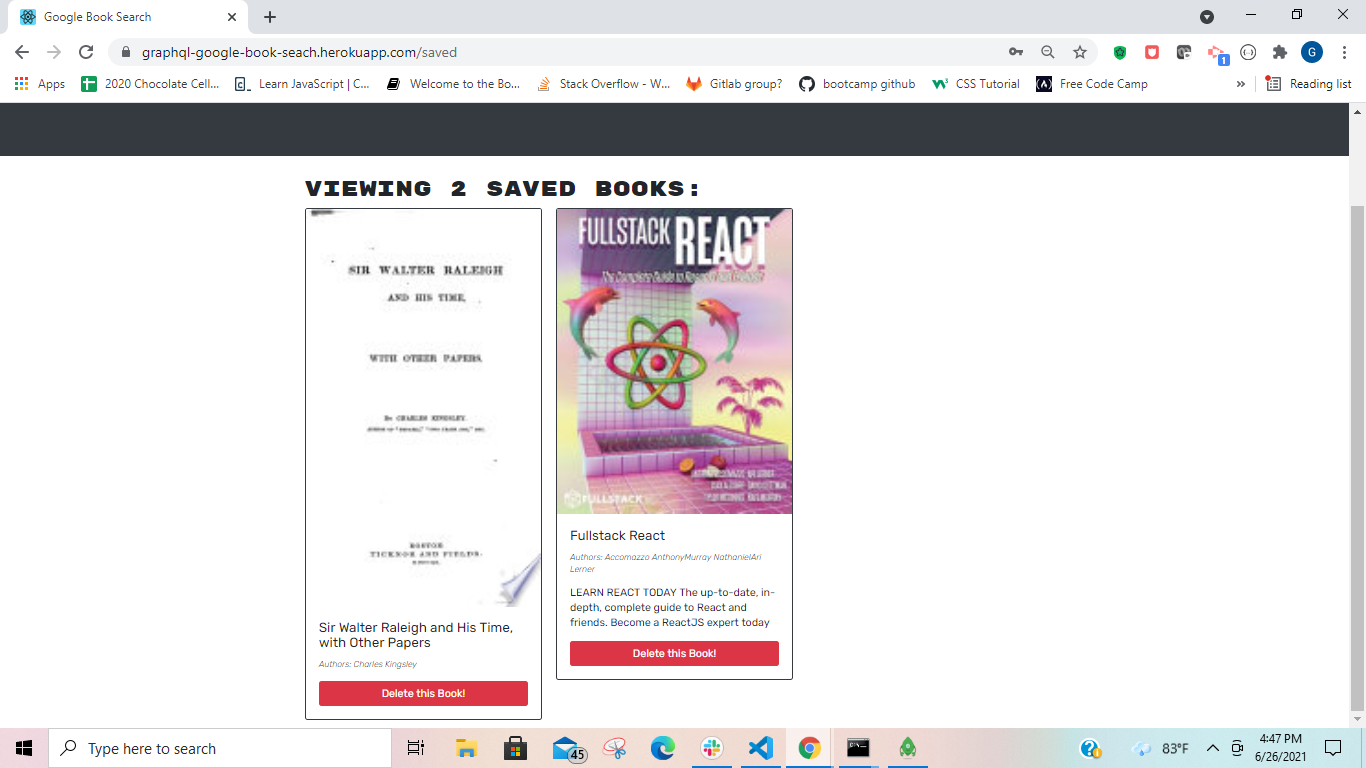 Google Book Search
graphql-google-book-seach.herokuapp.com/saved
G
1
Apps
2020 Chocolate Cell...
Learn JavaScript | C...
Welcome to the Bo...
Stack Overflow - W...
Gitlab group?
bootcamp github
CSS Tutorial
Free Code Camp
»
Reading list
VIEWING 2 SAVED BOOKS:
SIR WALTER RALEIGH
AND HIS TIME,
WITH OTHER PAPERS.
By CHARLES KINGSLEY,
BOSTON
TICKNOR AND FIELDS.
Sir Walter Raleigh and His Time,
with Other Papers
Authors: Charles Kingsley
Delete this Book!
FULLSTACK REACT
The Complete Guide to
FULLSTACK
Fullstack React
Authors: Accomazzo AnthonyMurray NathanielAri
Lerner
LEARN REACT TODAY The up-to-date, in-
depth, complete guide to React and
friends. Become a ReactJS expert today
Delete this Book!
Type here to search
45
83°F
4:47 PM
6/26/2021